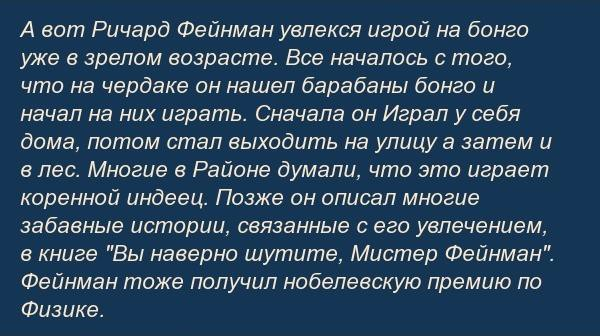 А вот Ричард Фейнман увлекся игрой на бонго
уже в зрелом возрасте. Все началось с того,
что на чердаке он нашел барабаны бонго и
начал на них играть. Сначала он Играл у себя
дома, потом стал выходить на улицу а затем и
в лес. Многие в Районе думали, что это играет
коренной индеец. Позже он описал многие
забавные истории, связанные с его увлечением,
в книге "Вы наверно шутите, Мистер Фейнман".
Фейнман тоже получил нобелевскую премию по
Физике.